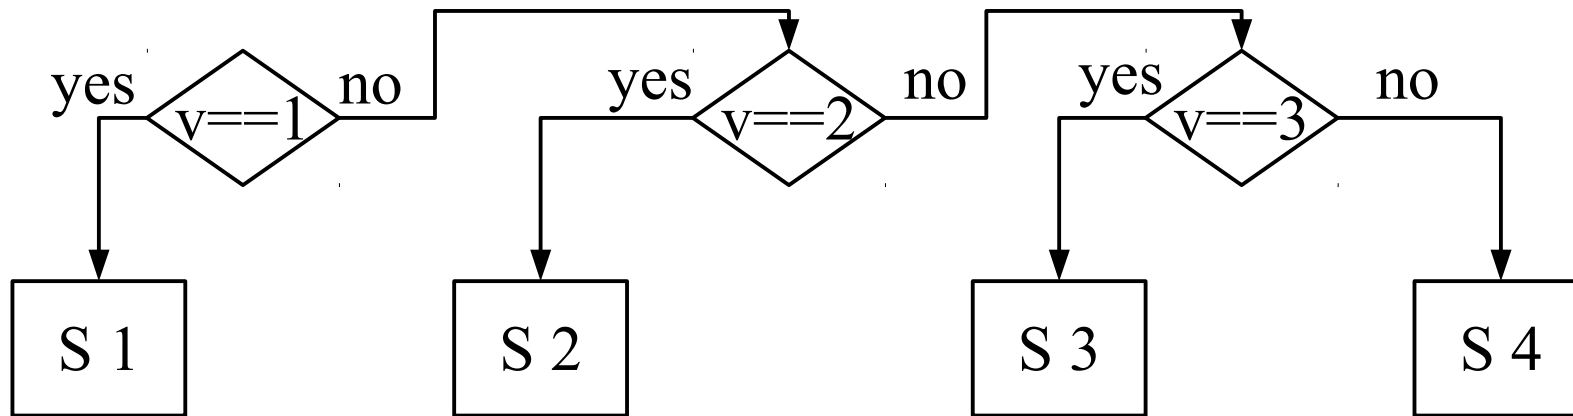 yes
v==1
no
yes
v==2
no
yes
v==3
no
S 1
S 2
S 3
S 4